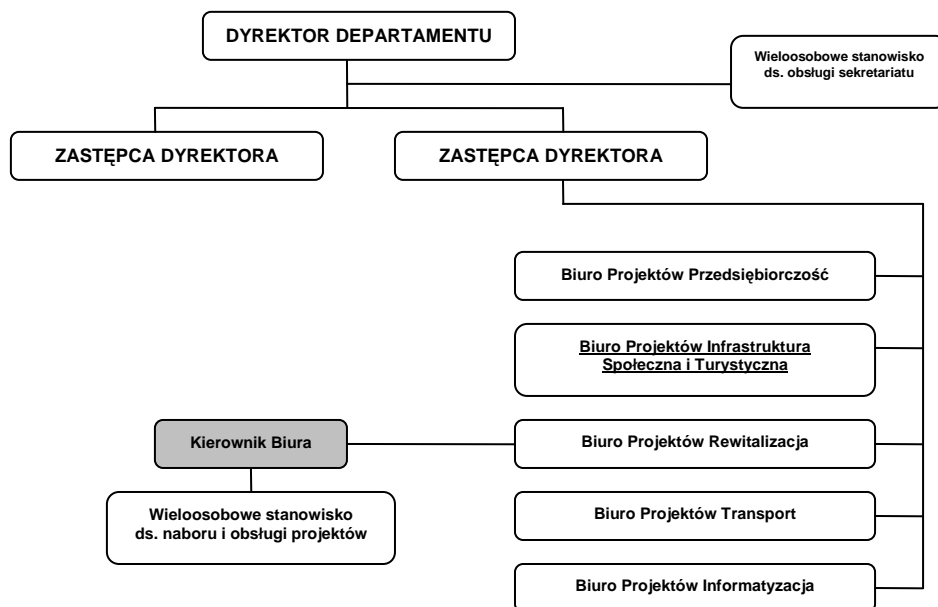 DYREKTOR DEPARTAMENTU
Wieloosobowe stanowisko
ds. obsługi sekretariatu
ZASTĘPCA DYREKTORA
ZASTĘPCA DYREKTORA
Biuro Projektów Przedsiębiorczość
Biuro Projektów Infrastruktura
Społeczna i Turystyczna
Kierownik Biura
Biuro Projektów Rewitalizacja
Wieloosobowe stanowisko
ds. naboru i obsługi projektów
Biuro Projektów Transport
Biuro Projektów Informatyzacja